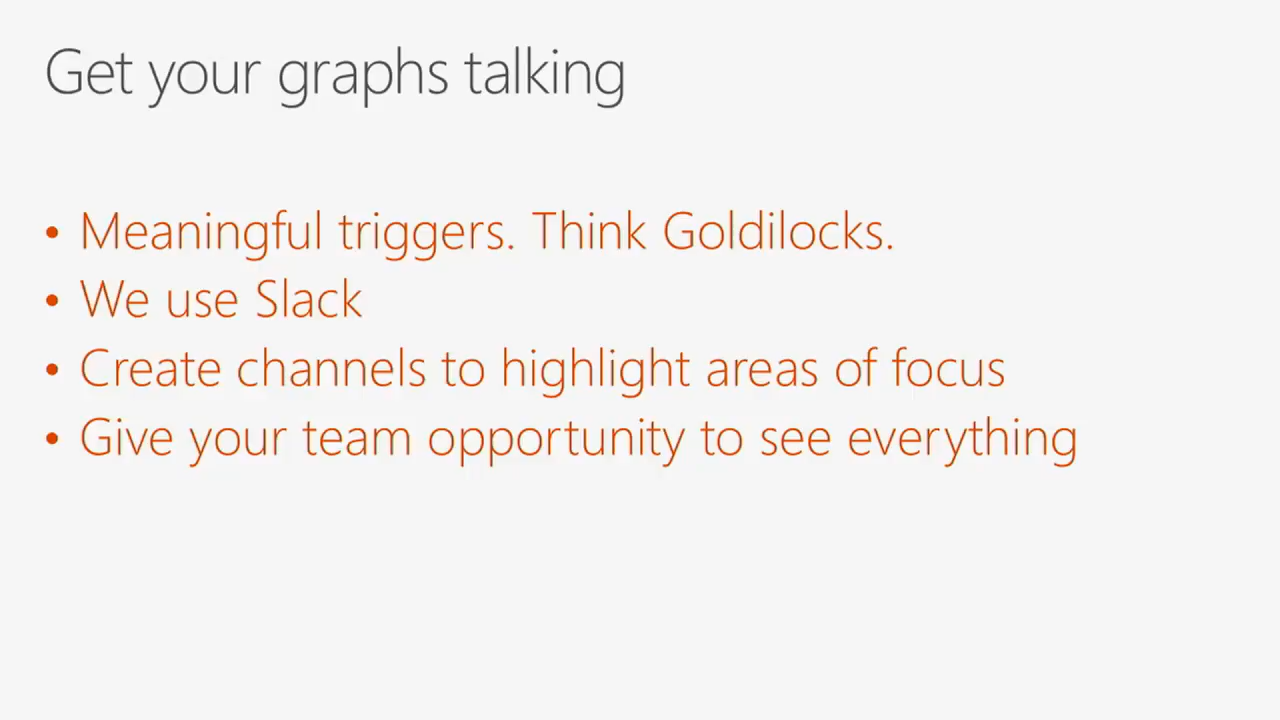 Get your graphs talking
• Meaningful triggers. Think Goldilocks.
• We use Slack
• Create channels to highlight areas of focus
• Give your team opportunity to see everything